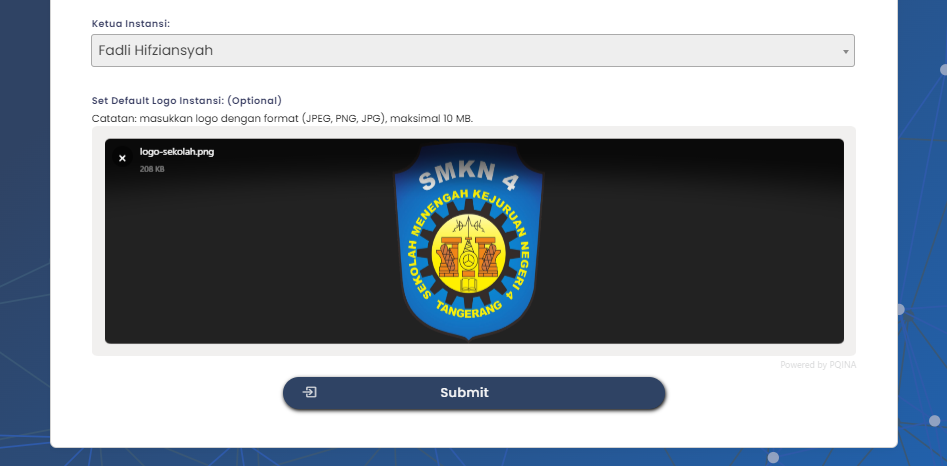 Ketua Instansi:
Fadli Hifziansyah
Set Default Logo Instansi: (Optional)
Catatan: masukkan logo dengan format (JPEG, PNG, JPG), maksimal 10 MB.
logo-sekolah.png
208 KB
SMKN 4
SEKOLAH MENENGAH KEJURUAN NEGERI 4
TANGERANG
Powered by PQINA
Submit